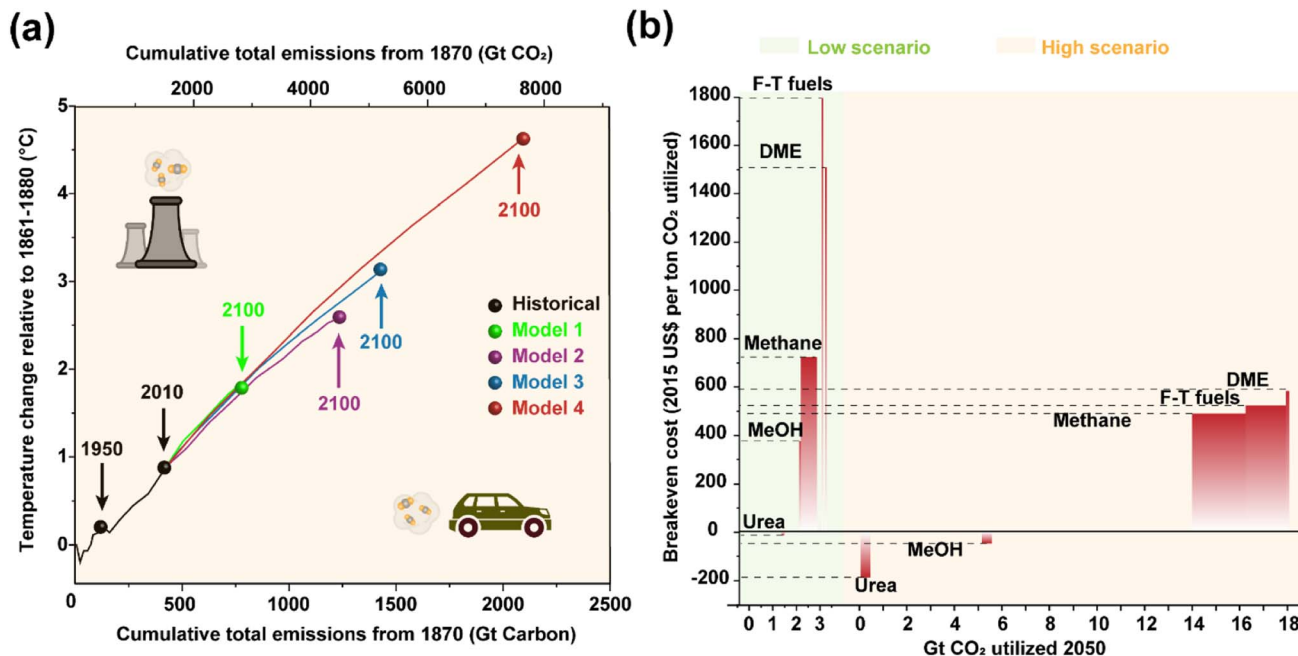 (a)
Cumulative total emissions from 1870 (Gt CO₂)
2000 4000 6000 8000
Temperature change relative to 1861-1880 (°C)
5
4
3
2
1
0
2100
2100
2100
2100
2010
1950
Historical
Model 1
Model 2
Model 3
Model 4
0 500 1000 1500 2000 2500
Cumulative total emissions from 1870 (Gt Carbon)
(b)
Low scenario
High scenario
Breakeven cost (2015 US$ per ton CO₂ utilized)
1800
1600
1400
1200
1000
800
600
400
200
0
-200
F-T fuels
DME
Methane
MeOH
Urea
DME
F-T fuels
Methane
MeOH
Urea
0 1 2 3 0 2 4 6 8 10 12 14 16 18
Gt CO₂ utilized 2050